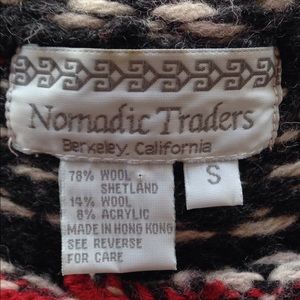 Nomadic Traders
Berkeley, California
S
78% WOOL
SHETLAND
14% WOOL
8% ACRYLIC
MADE IN HONG KONG
SEE REVERSE
FOR CARE